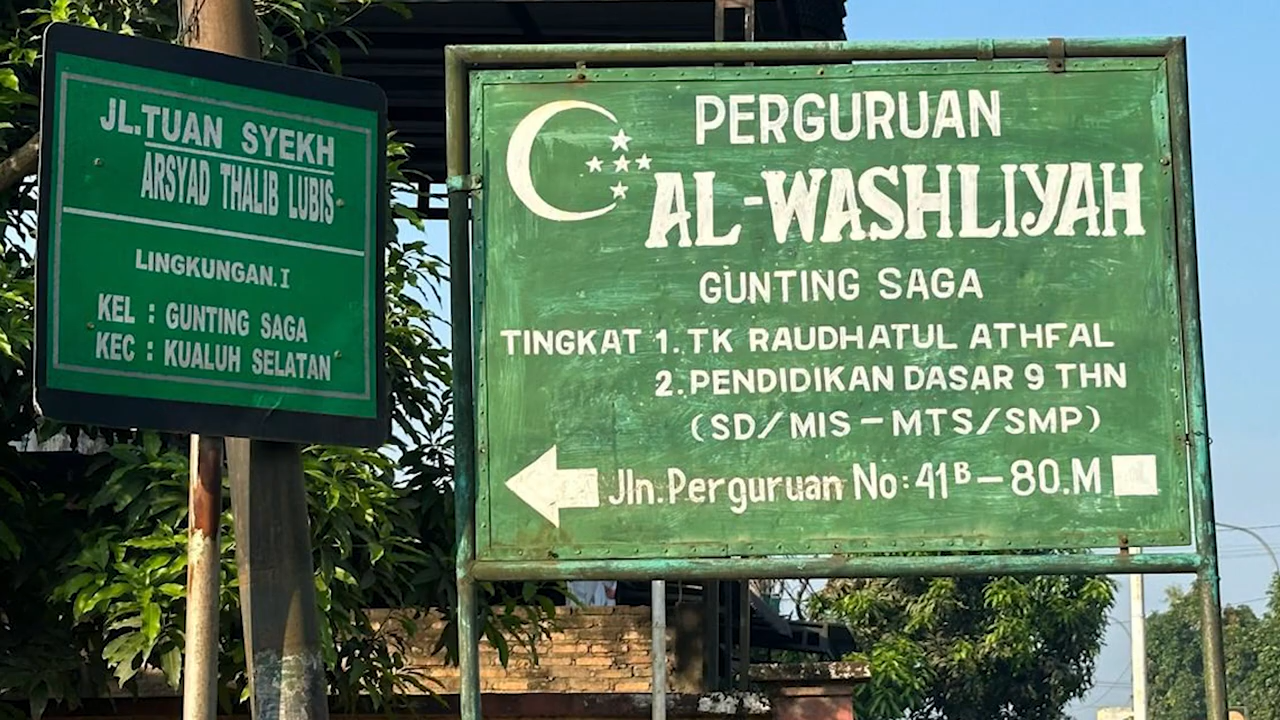 JL.TUAN SYEKH
ARSYAD THALIB LUBIS
LINGKUNGAN.I
KEL : GUNTING SAGA
KEC : KUALUH SELATAN
PERGURUAN
AL-WASHLIYAH
GUNTING SAGA
TINGKAT 1. TK RAUDHATUL ATHFAL
2. PENDIDIKAN DASAR 9 THN
(SD/MIS-MTS/SMP)
Jln.Perguruan No:41B-80.M